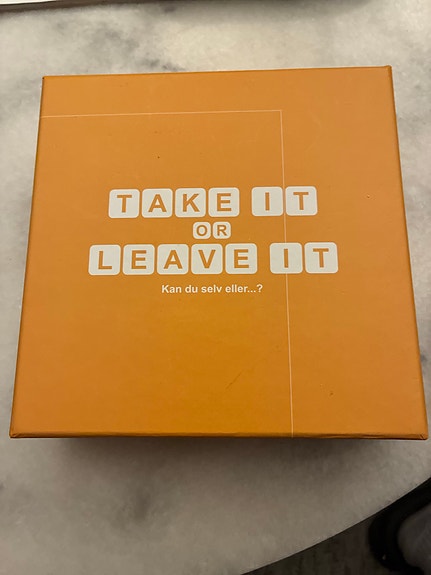 TAKE IT
OR
LEAVE IT
Kan du selv eller...?